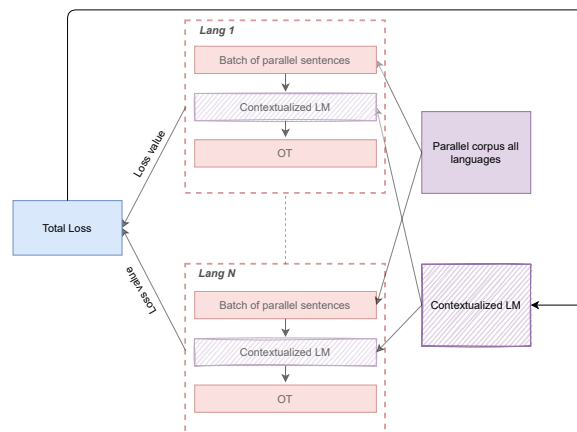 Lang 1
Batch of parallel sentences
Contextualized LM
OT
Loss value
Parallel corpus all
languages
Total Loss
Loss value
Lang N
Batch of parallel sentences
Contextualized LM
OT
Contextualized LM